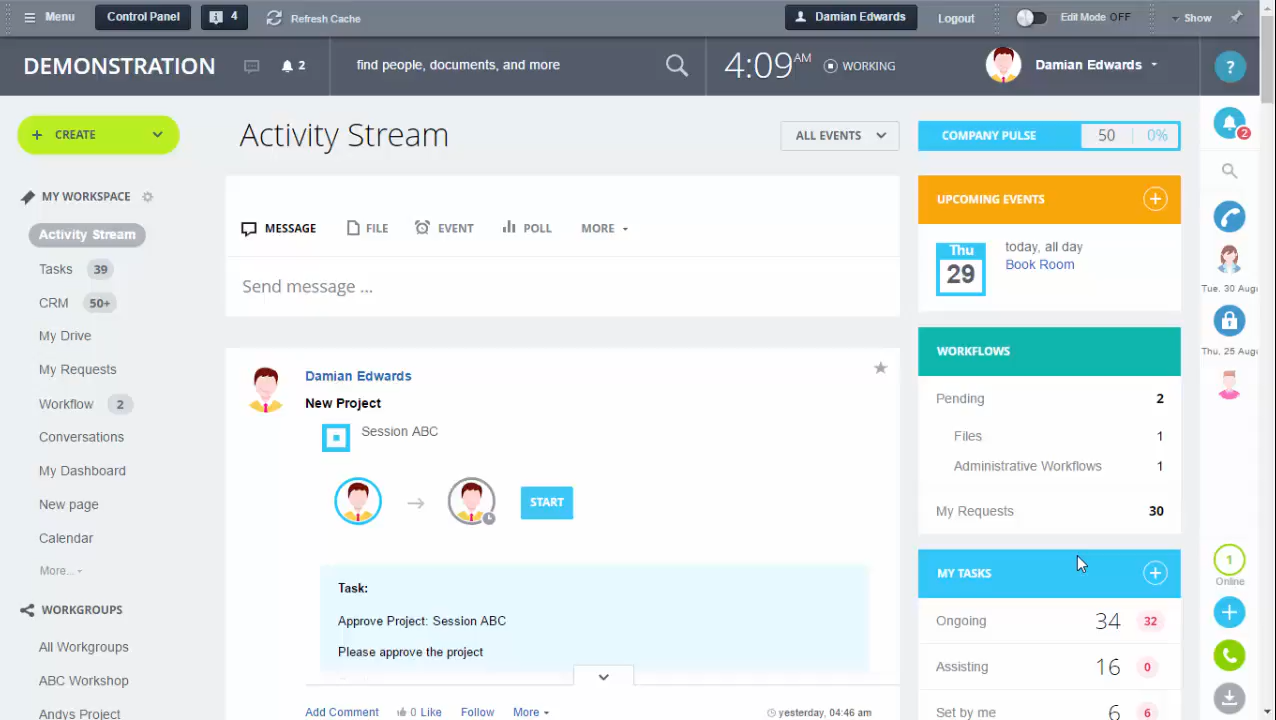 Menu
Control Panel
4
Refresh Cache
Damian Edwards
Logout
Edit Mode OFF
Show
DEMONSTRATION
2
find people, documents, and more
4:09 AM
WORKING
Damian Edwards
?
CREATE
Activity Stream
ALL EVENTS
COMPANY PULSE 50 0%
2
MY WORKSPACE
Activity Stream
Tasks 39
CRM 50+
My Drive
My Requests
Workflow 2
Conversations
My Dashboard
New page
Calendar
More...
WORKGROUPS
All Workgroups
ABC Workshop
Andys Project
MESSAGE
FILE
EVENT
POLL
MORE
Send message ...
Damian Edwards
New Project
Session ABC
START
Task:
Approve Project: Session ABC
Please approve the project
Add Comment
0 Like
Follow
More
yesterday, 04:46 am
UPCOMING EVENTS
Thu
29
today, all day
Book Room
WORKFLOWS
Pending 2
Files 1
Administrative Workflows 1
My Requests 30
MY TASKS
Ongoing 34 32
Assisting 16 0
Set by me 6 6
Tue, 30 Aug
Thu, 25 Aug
1
Online